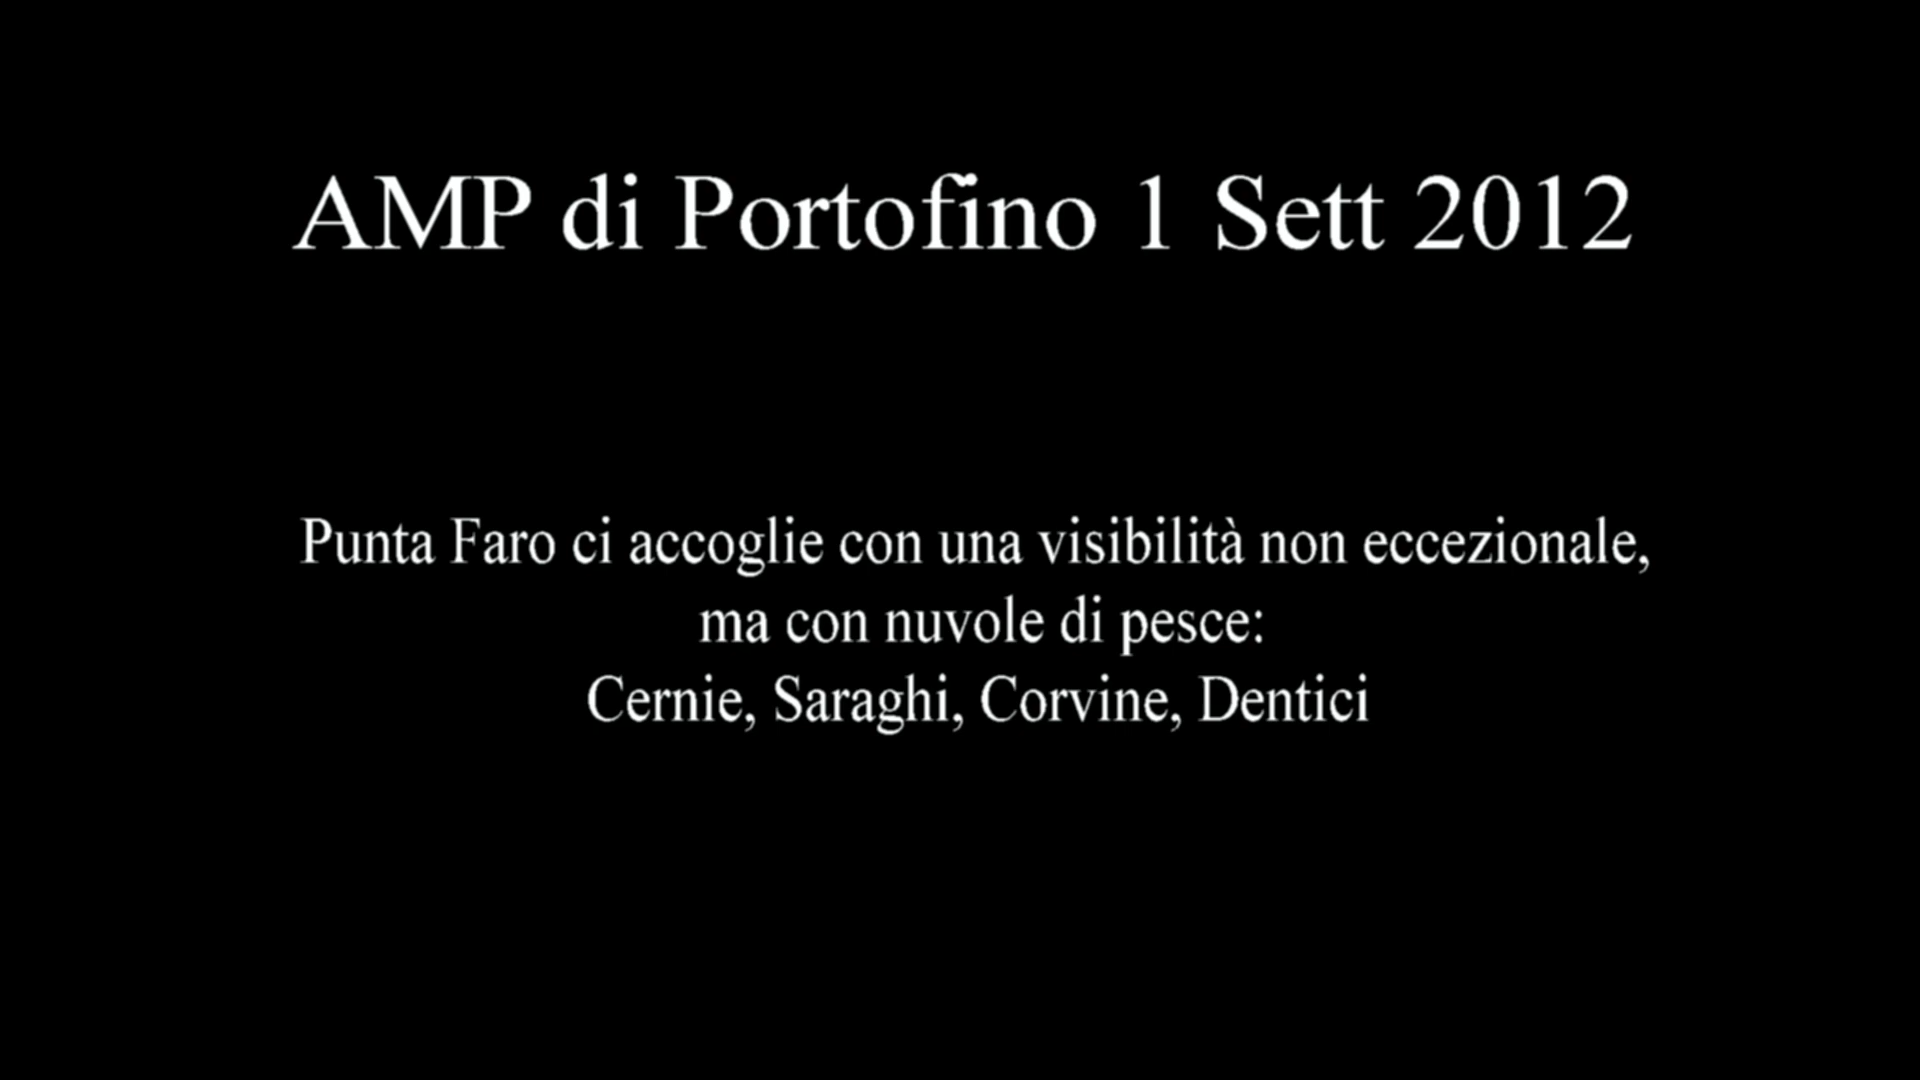 AMP di Portofino 1 Sett 2012
Punta Faro ci accoglie con una visibilità non eccezionale,
ma con nuvole di pesce:
Cernie, Saraghi, Corvine, Dentici